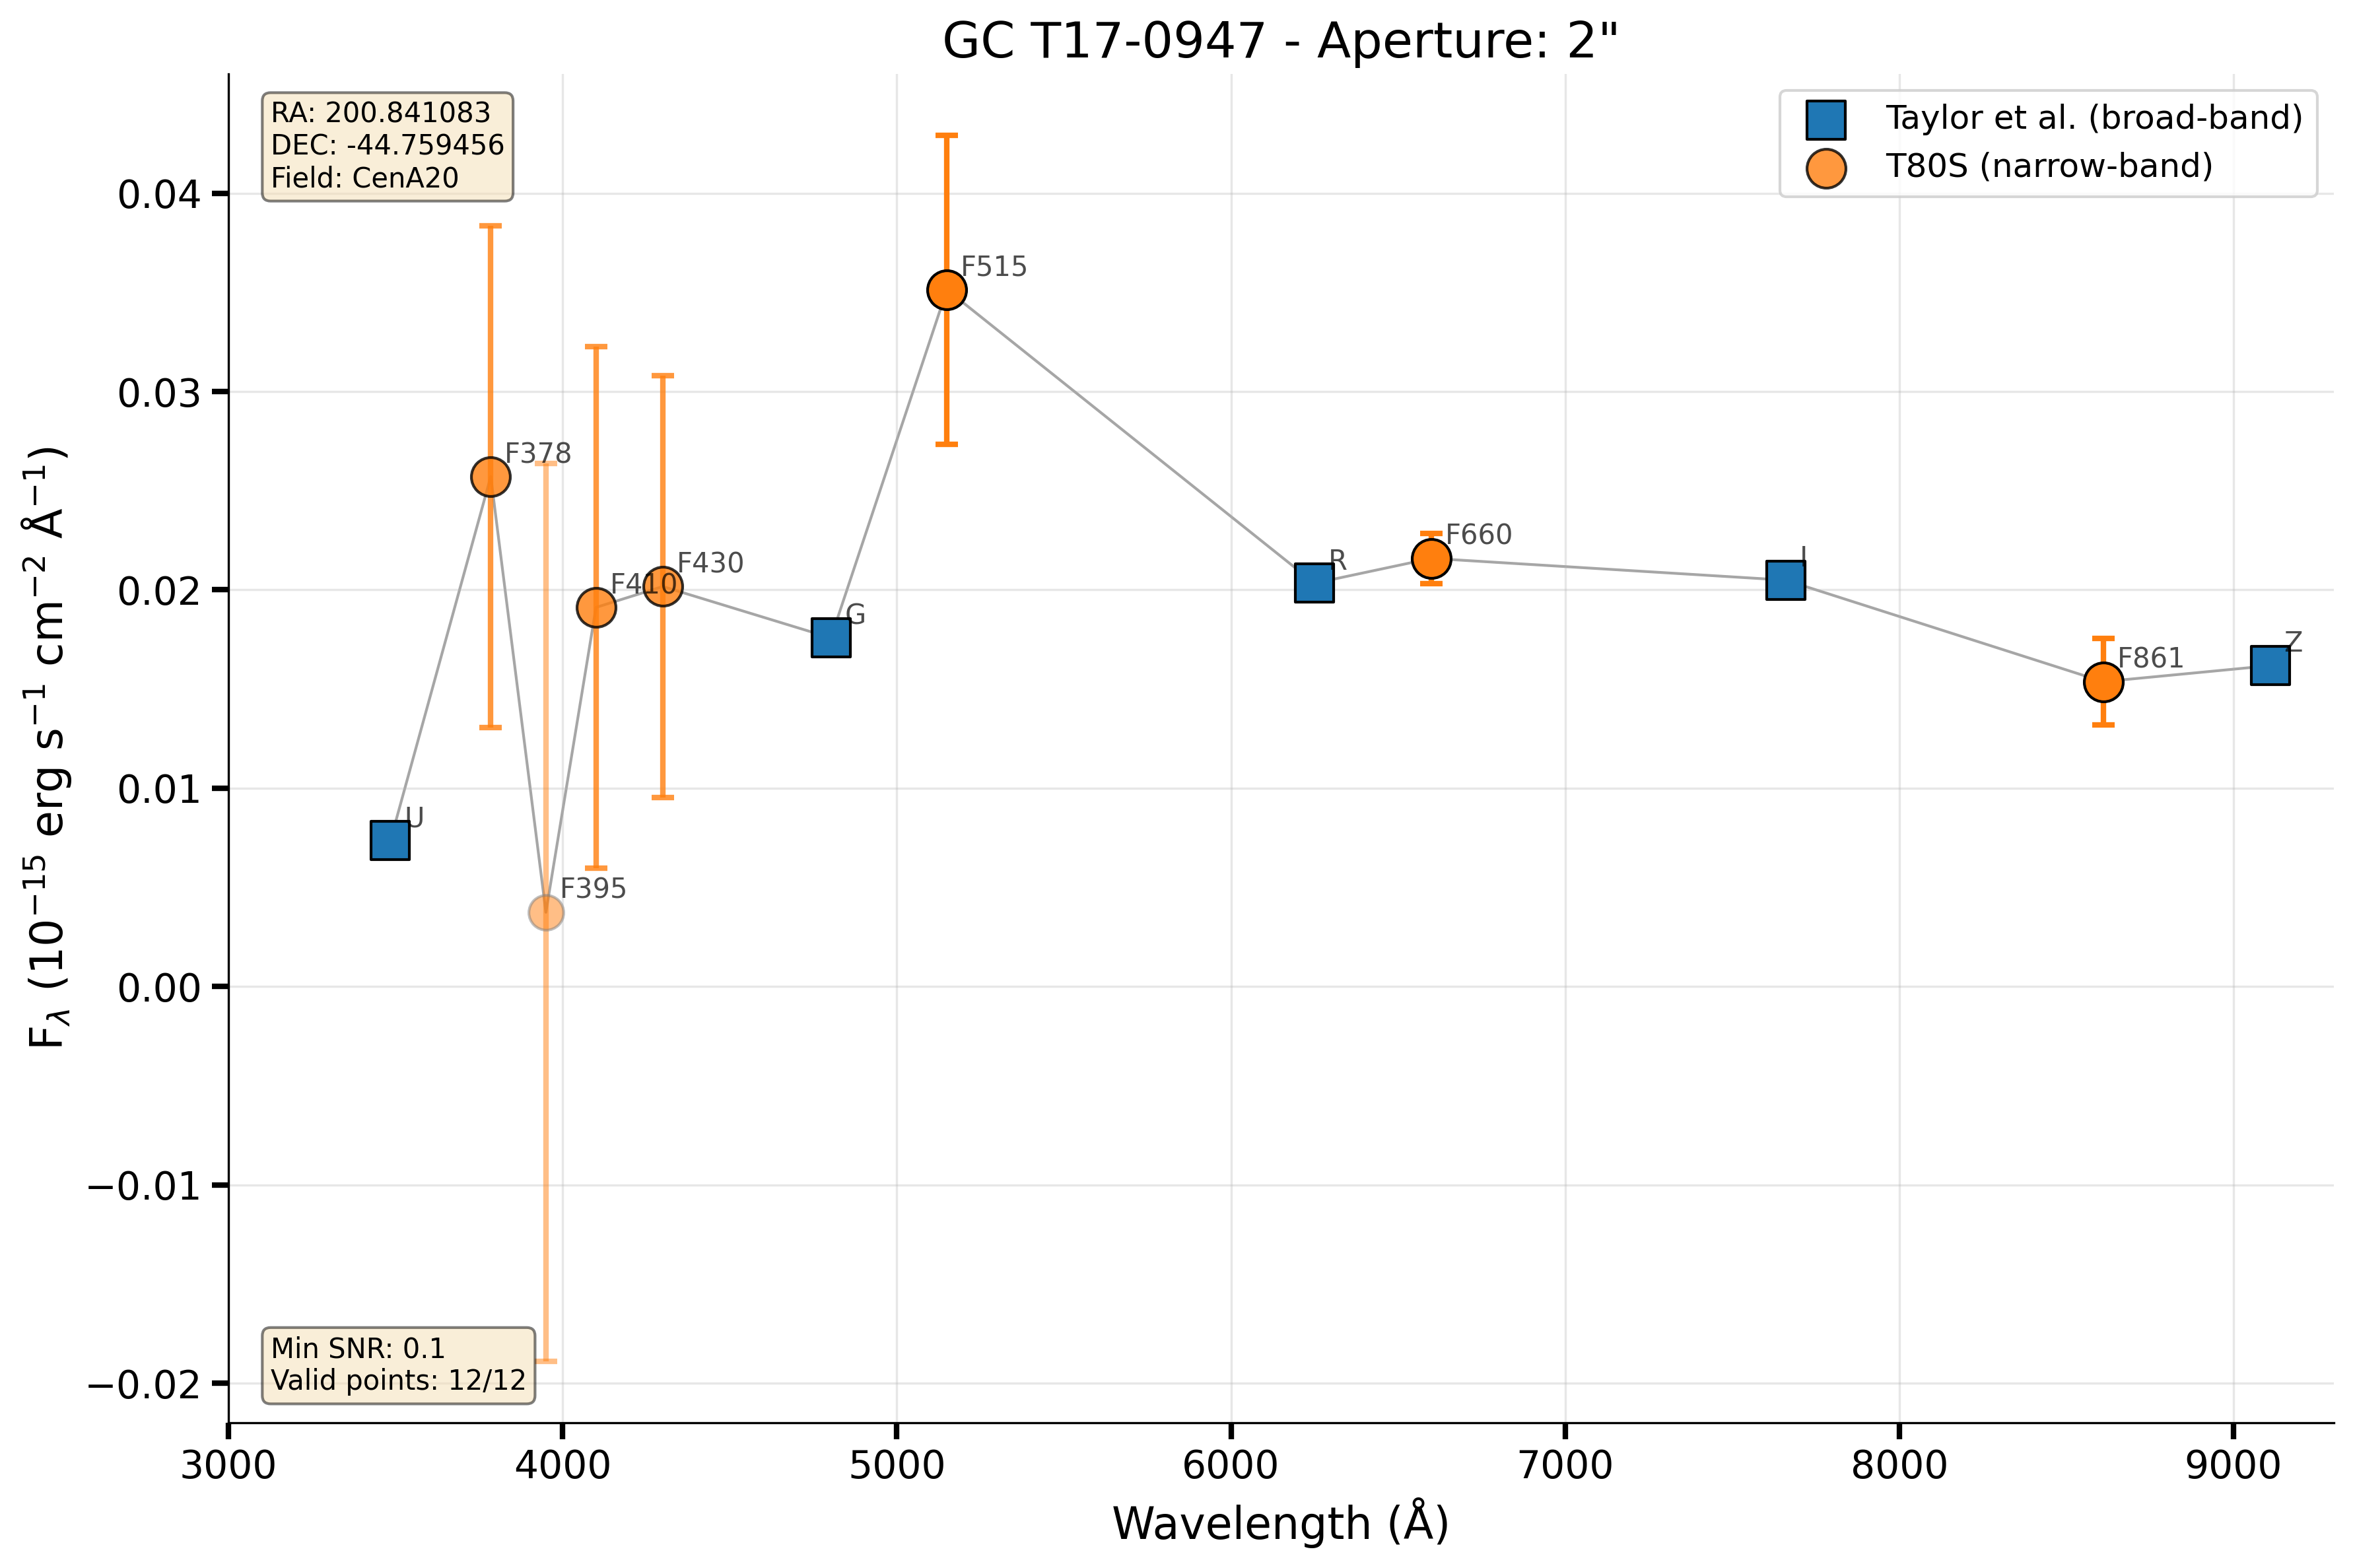 GC T17-0947 - Aperture: 2"
RA: 200.841083
DEC: -44.759456
Field: CenA20
Taylor et al. (broad-band)
T80S (narrow-band)
F_λ (10⁻¹⁵ erg s⁻¹ cm⁻² Å⁻¹)
0.04
0.03
0.02
0.01
0.00
−0.01
−0.02
U
F378
F395
F410
F430
G
F515
R
F660
I
F861
Z
Min SNR: 0.1
Valid points: 12/12
3000 4000 5000 6000 7000 8000 9000
Wavelength (Å)